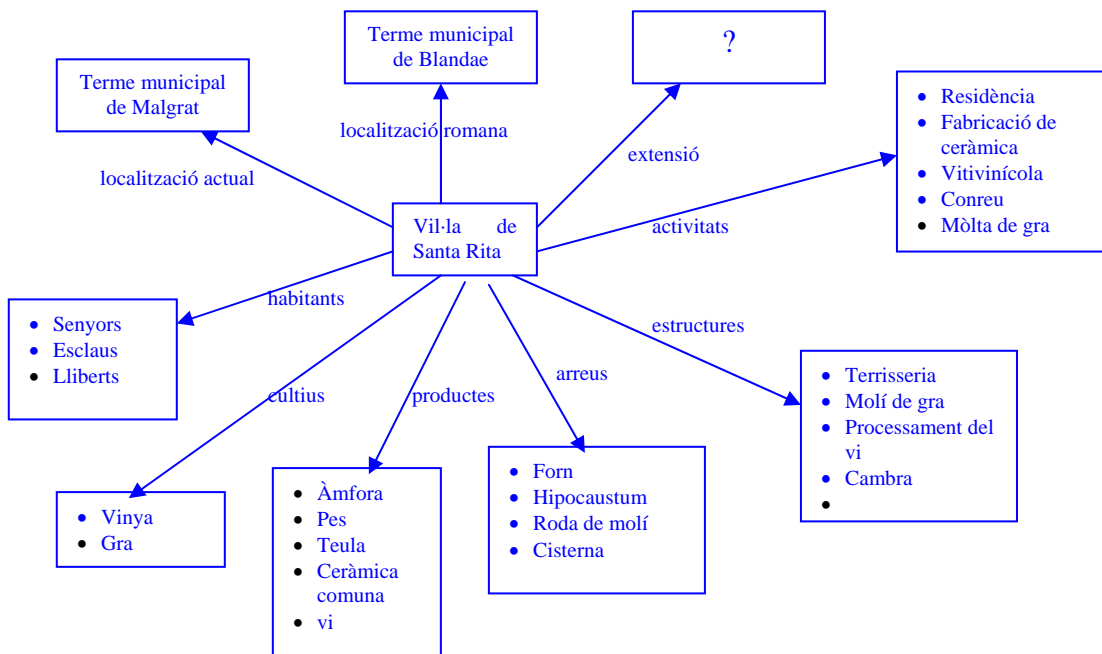 Terme municipal
de Blandae
?
Terme municipal
de Malgrat
• Residència
• Fabricació de
ceràmica
• Vitivinícola
• Conreu
• Mòlta de gra
localització romana
extensió
localització actual
activitats
Vil·la de
Santa Rita
habitants
• Senyors
• Esclaus
• Lliberts
estructures
arreus
cultius
productes
• Terrisseria
• Molí de gra
• Processament del
vi
• Cambra
•
• Forn
• Hipocaustum
• Roda de molí
• Cisterna
• Àmfora
• Pes
• Teula
• Ceràmica
comuna
• vi
• Vinya
• Gra